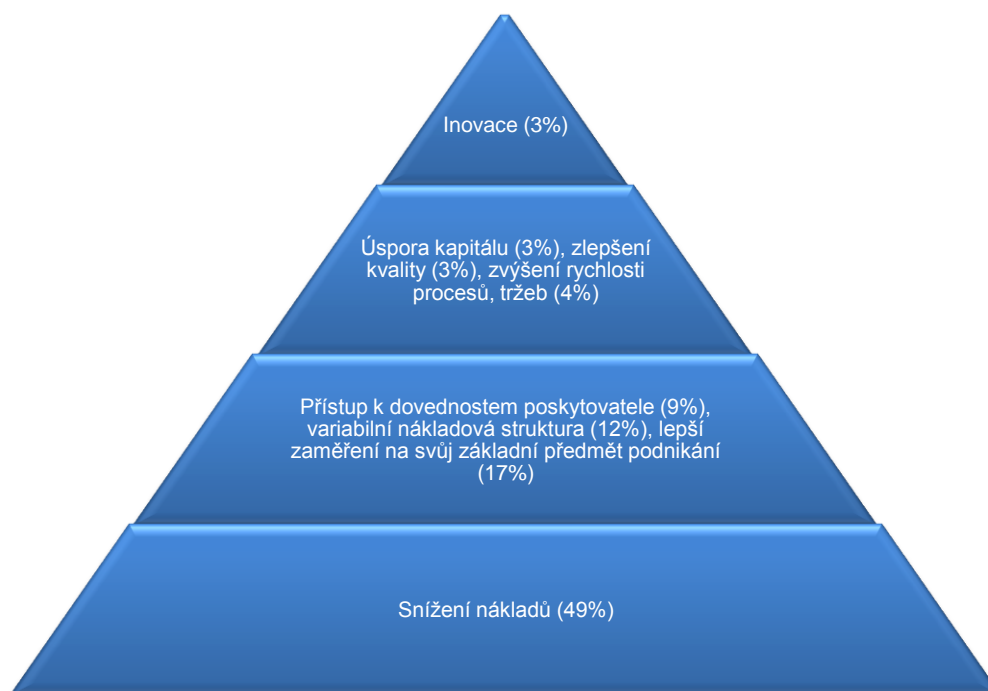 Inovace (3%)
Úspora kapitálu (3%), zlepšení
kvality (3%), zvýšení rychlosti
procesů, tržeb (4%)
Přístup k dovednostem poskytovatele (9%),
variabilní nákladová struktura (12%), lepší
zaměření na svůj základní předmět podnikání
(17%)
Snížení nákladů (49%)